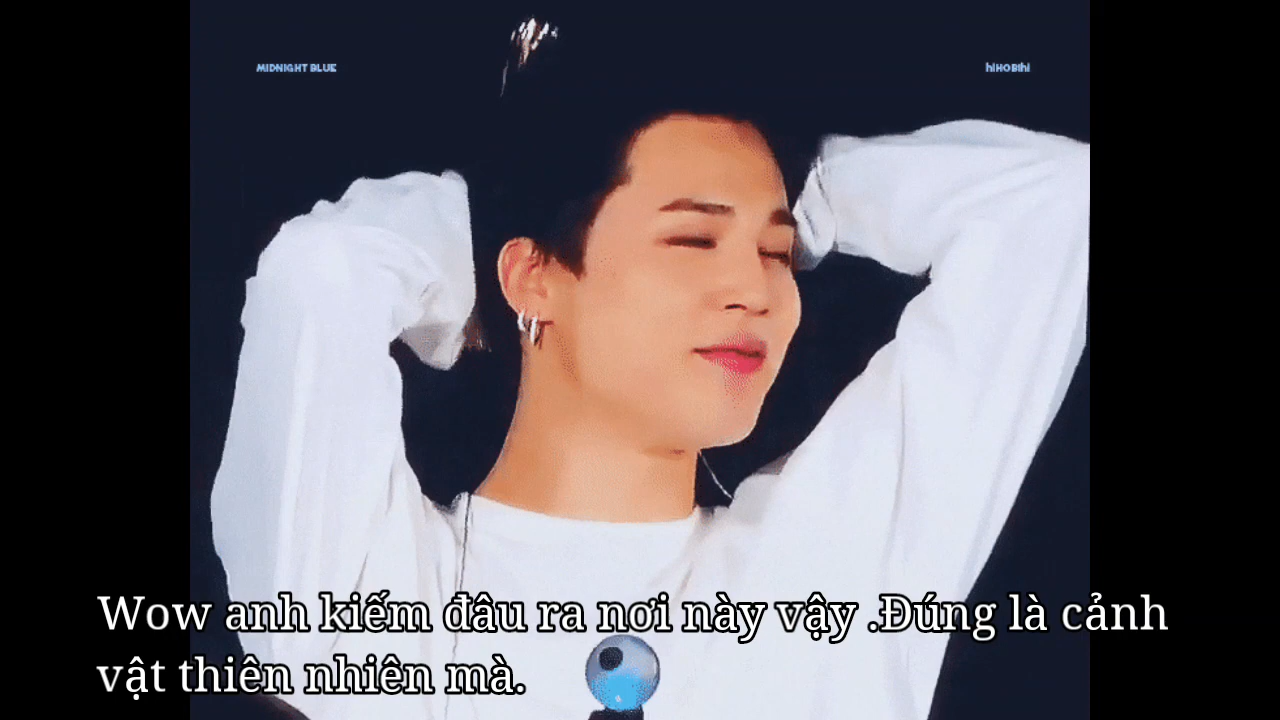 MIDNIGHT BLUE
hiHOBIhi
Wow anh kiếm đâu ra nơi này vậy .Đúng là cảnh
vật thiên nhiên mà.